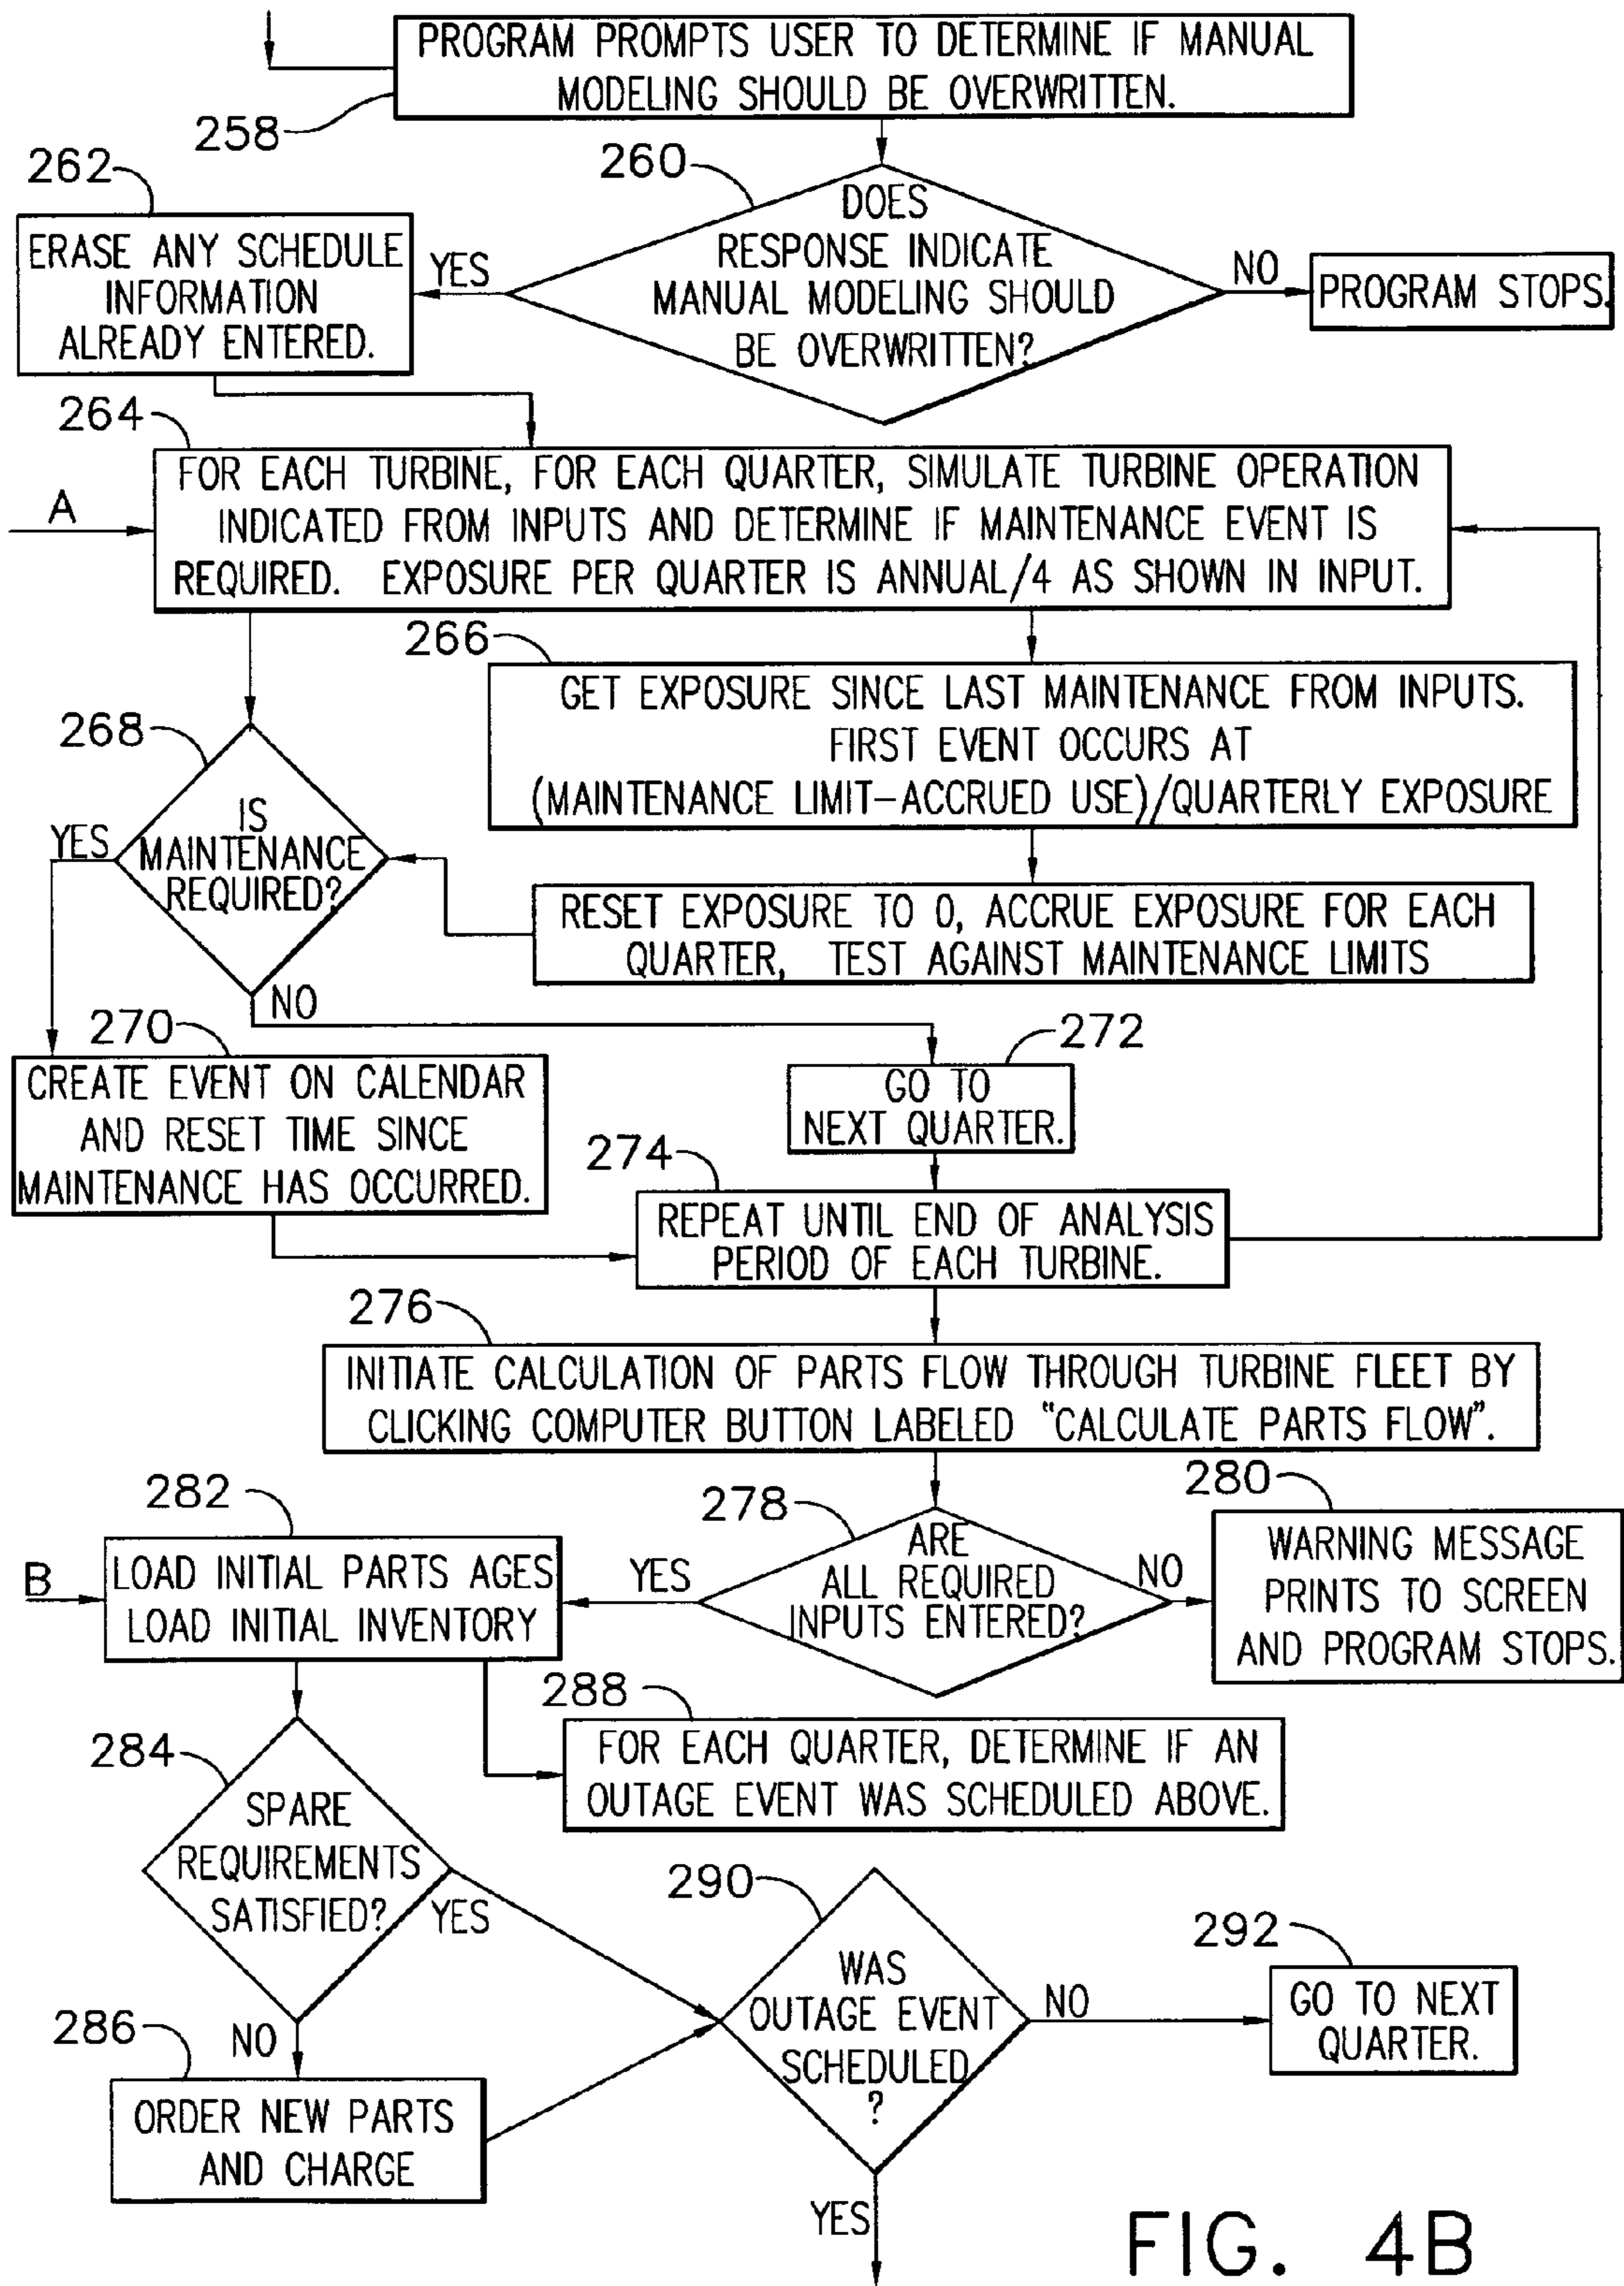 PROGRAM PROMPTS USER TO DETERMINE IF MANUAL
MODELING SHOULD BE OVERWRITTEN.
258
260
262
DOES
RESPONSE INDICATE
MANUAL MODELING SHOULD
BE OVERWRITTEN?
YES
NO
ERASE ANY SCHEDULE
INFORMATION
ALREADY ENTERED.
PROGRAM STOPS.
264
A
FOR EACH TURBINE, FOR EACH QUARTER, SIMULATE TURBINE OPERATION
INDICATED FROM INPUTS AND DETERMINE IF MAINTENANCE EVENT IS
REQUIRED. EXPOSURE PER QUARTER IS ANNUAL/4 AS SHOWN IN INPUT.
266
GET EXPOSURE SINCE LAST MAINTENANCE FROM INPUTS.
FIRST EVENT OCCURS AT
(MAINTENANCE LIMIT-ACCRUED USE)/QUARTERLY EXPOSURE
268
IS
MAINTENANCE
REQUIRED?
YES
NO
RESET EXPOSURE TO 0, ACCRUE EXPOSURE FOR EACH
QUARTER, TEST AGAINST MAINTENANCE LIMITS
270
CREATE EVENT ON CALENDAR
AND RESET TIME SINCE
MAINTENANCE HAS OCCURRED.
272
GO TO
NEXT QUARTER.
274
REPEAT UNTIL END OF ANALYSIS
PERIOD OF EACH TURBINE.
276
INITIATE CALCULATION OF PARTS FLOW THROUGH TURBINE FLEET BY
CLICKING COMPUTER BUTTON LABELED "CALCULATE PARTS FLOW".
278
ARE
ALL REQUIRED
INPUTS ENTERED?
YES
NO
280
WARNING MESSAGE
PRINTS TO SCREEN
AND PROGRAM STOPS.
282
B
LOAD INITIAL PARTS AGES
LOAD INITIAL INVENTORY
288
FOR EACH QUARTER, DETERMINE IF AN
OUTAGE EVENT WAS SCHEDULED ABOVE.
284
SPARE
REQUIREMENTS
SATISFIED?
YES
NO
286
ORDER NEW PARTS
AND CHARGE
290
WAS
OUTAGE EVENT
SCHEDULED
?
NO
YES
292
GO TO NEXT
QUARTER.
FIG. 4B